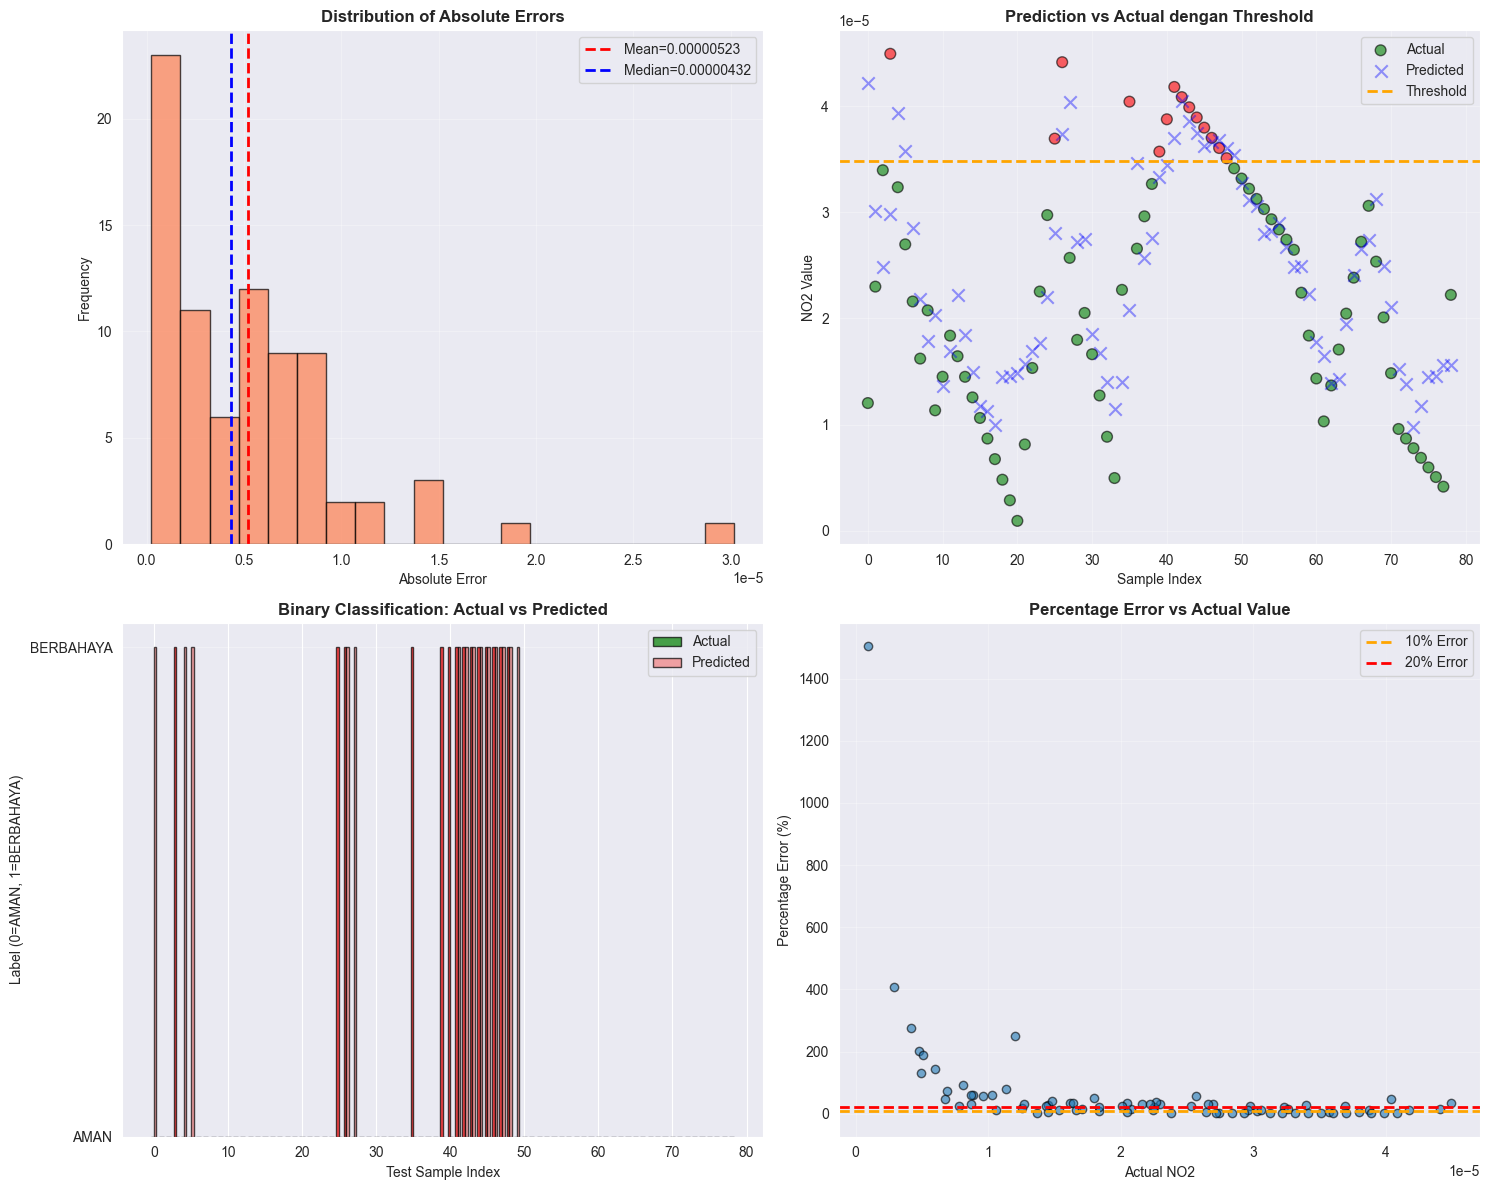 Distribution of Absolute Errors
Mean=0.00000523
Median=0.00000432
Frequency
20
15
10
5
0
0.0 0.5 1.0 1.5 2.0 2.5 3.0
1e−5
Absolute Error
Prediction vs Actual dengan Threshold
1e−5
Actual
Predicted
Threshold
NO2 Value
4
3
2
1
0
0 10 20 30 40 50 60 70 80
Sample Index
Binary Classification: Actual vs Predicted
Actual
Predicted
Label (0=AMAN, 1=BERBAHAYA)
BERBAHAYA
AMAN
0 10 20 30 40 50 60 70 80
Test Sample Index
Percentage Error vs Actual Value
10% Error
20% Error
Percentage Error (%)
1400
1200
1000
800
600
400
200
0
0 1 2 3 4
1e−5
Actual NO2